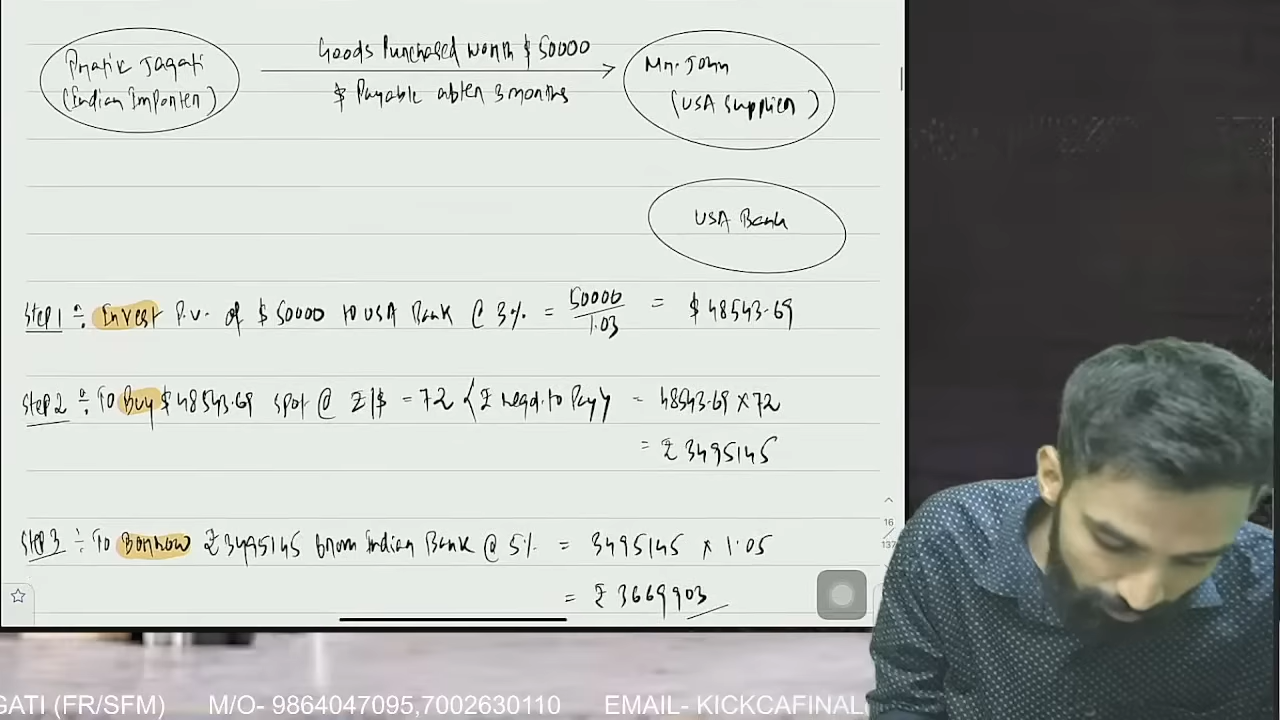 Pratik Jagati
(Indian Importer)
Goods Purchased worth $ 50000
$ Payable after 3 months
Mr. John
(USA Supplier)
USA Bank
Step 1 ÷ Invest P.v. of $ 50000 to USA Bank @ 3% = 50000 / 1.03 = $ 48543.69
Step 2 ÷ To Buy $ 48543.69 spot @ ₹/$ = 72 {₹ reqd. to Pay} = 48543.69 × 72
= ₹ 3495145
Step 3 ÷ To Borrow ₹ 3495145 from Indian Bank @ 5% = 3495145 × 1.05
= ₹ 3669903
16
137
GATI (FR/SFM) M/O- 9864047095,7002630110 EMAIL- KICKCAFINAL